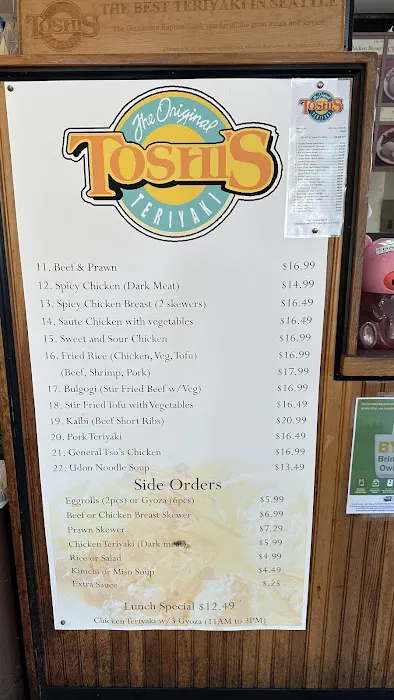 TOSHI'S
THE BEST TERIYAKI IN SEATTLE
The Original
TOSHI'S
TERIYAKI
TOSHI'S
11. Beef & Prawn $16.99
12. Spicy Chicken (Dark Meat) $14.99
13. Spicy Chicken Breast (2 skewers) $16.49
14. Saute Chicken with vegetables $16.49
15. Sweet and Sour Chicken $16.99
16. Fried Rice (Chicken, Veg, Tofu) $16.99
(Beef, Shrimp, Pork) $17.99
17. Bulgogi (Stir Fried Beef w/Veg) $16.99
18. Stir Fried Tofu with Vegetables $16.49
19. Kalbi (Beef Short Ribs) $20.99
20. Pork Teriyaki $16.49
21. General Tso's Chicken $16.99
22. Udon Noodle Soup $13.49
Side Orders
Eggrolls (2pcs) or Gyoza (6pcs) $5.99
Beef or Chicken Breast Skewer $6.99
Prawn Skewer $7.29
Chicken Teriyaki (Dark meat) $5.99
Rice or Salad $4.99
Kimchi or Miso Soup $4.49
Extra Sauce $.25
Lunch Special $12.49
Chicken Teriyaki w/3 Gyoza (11AM to 3PM)